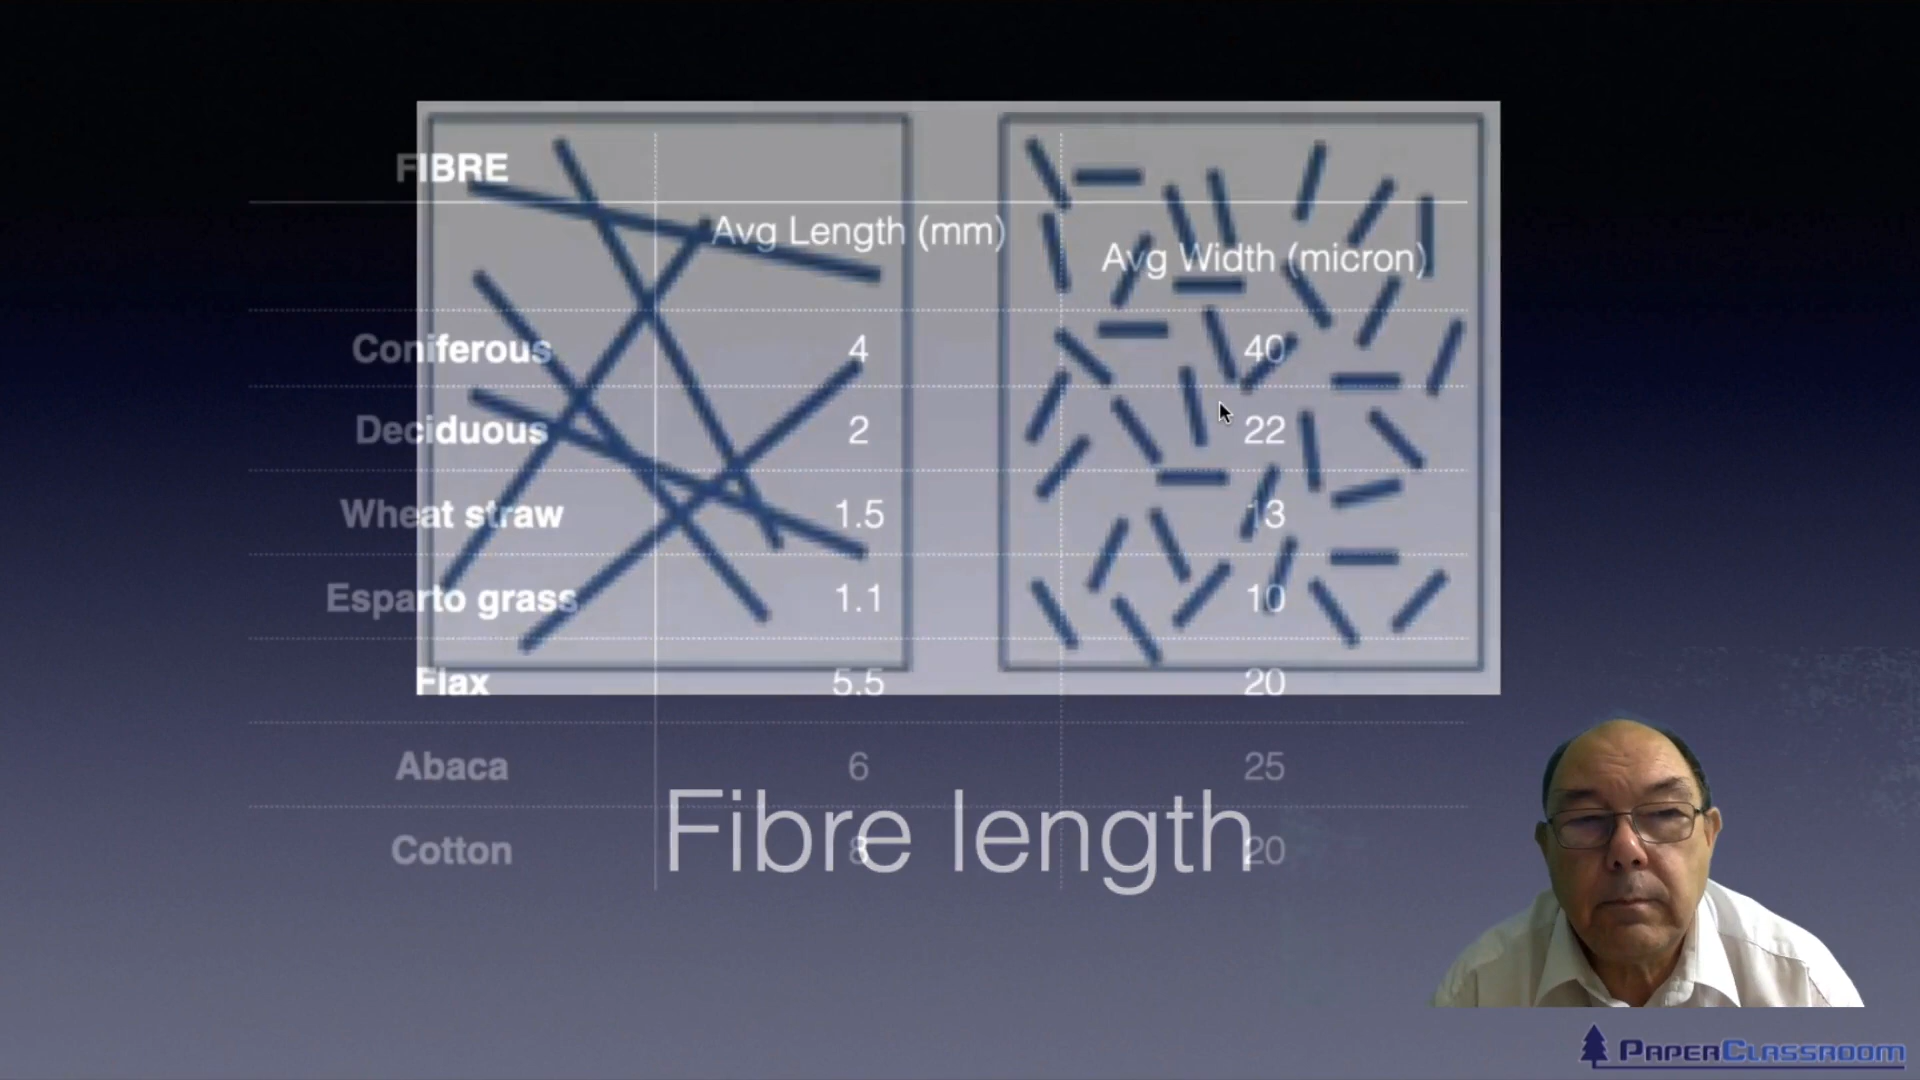 FIBRE
Avg Length (mm)
Avg Width (micron)
Coniferous 4 40
Deciduous 2 22
Wheat straw 1.5 13
Esparto grass 1.1 10
Flax 5.5 20
Abaca 6 25
Fibre length
Cotton 8 20
PAPERCLASSROOM